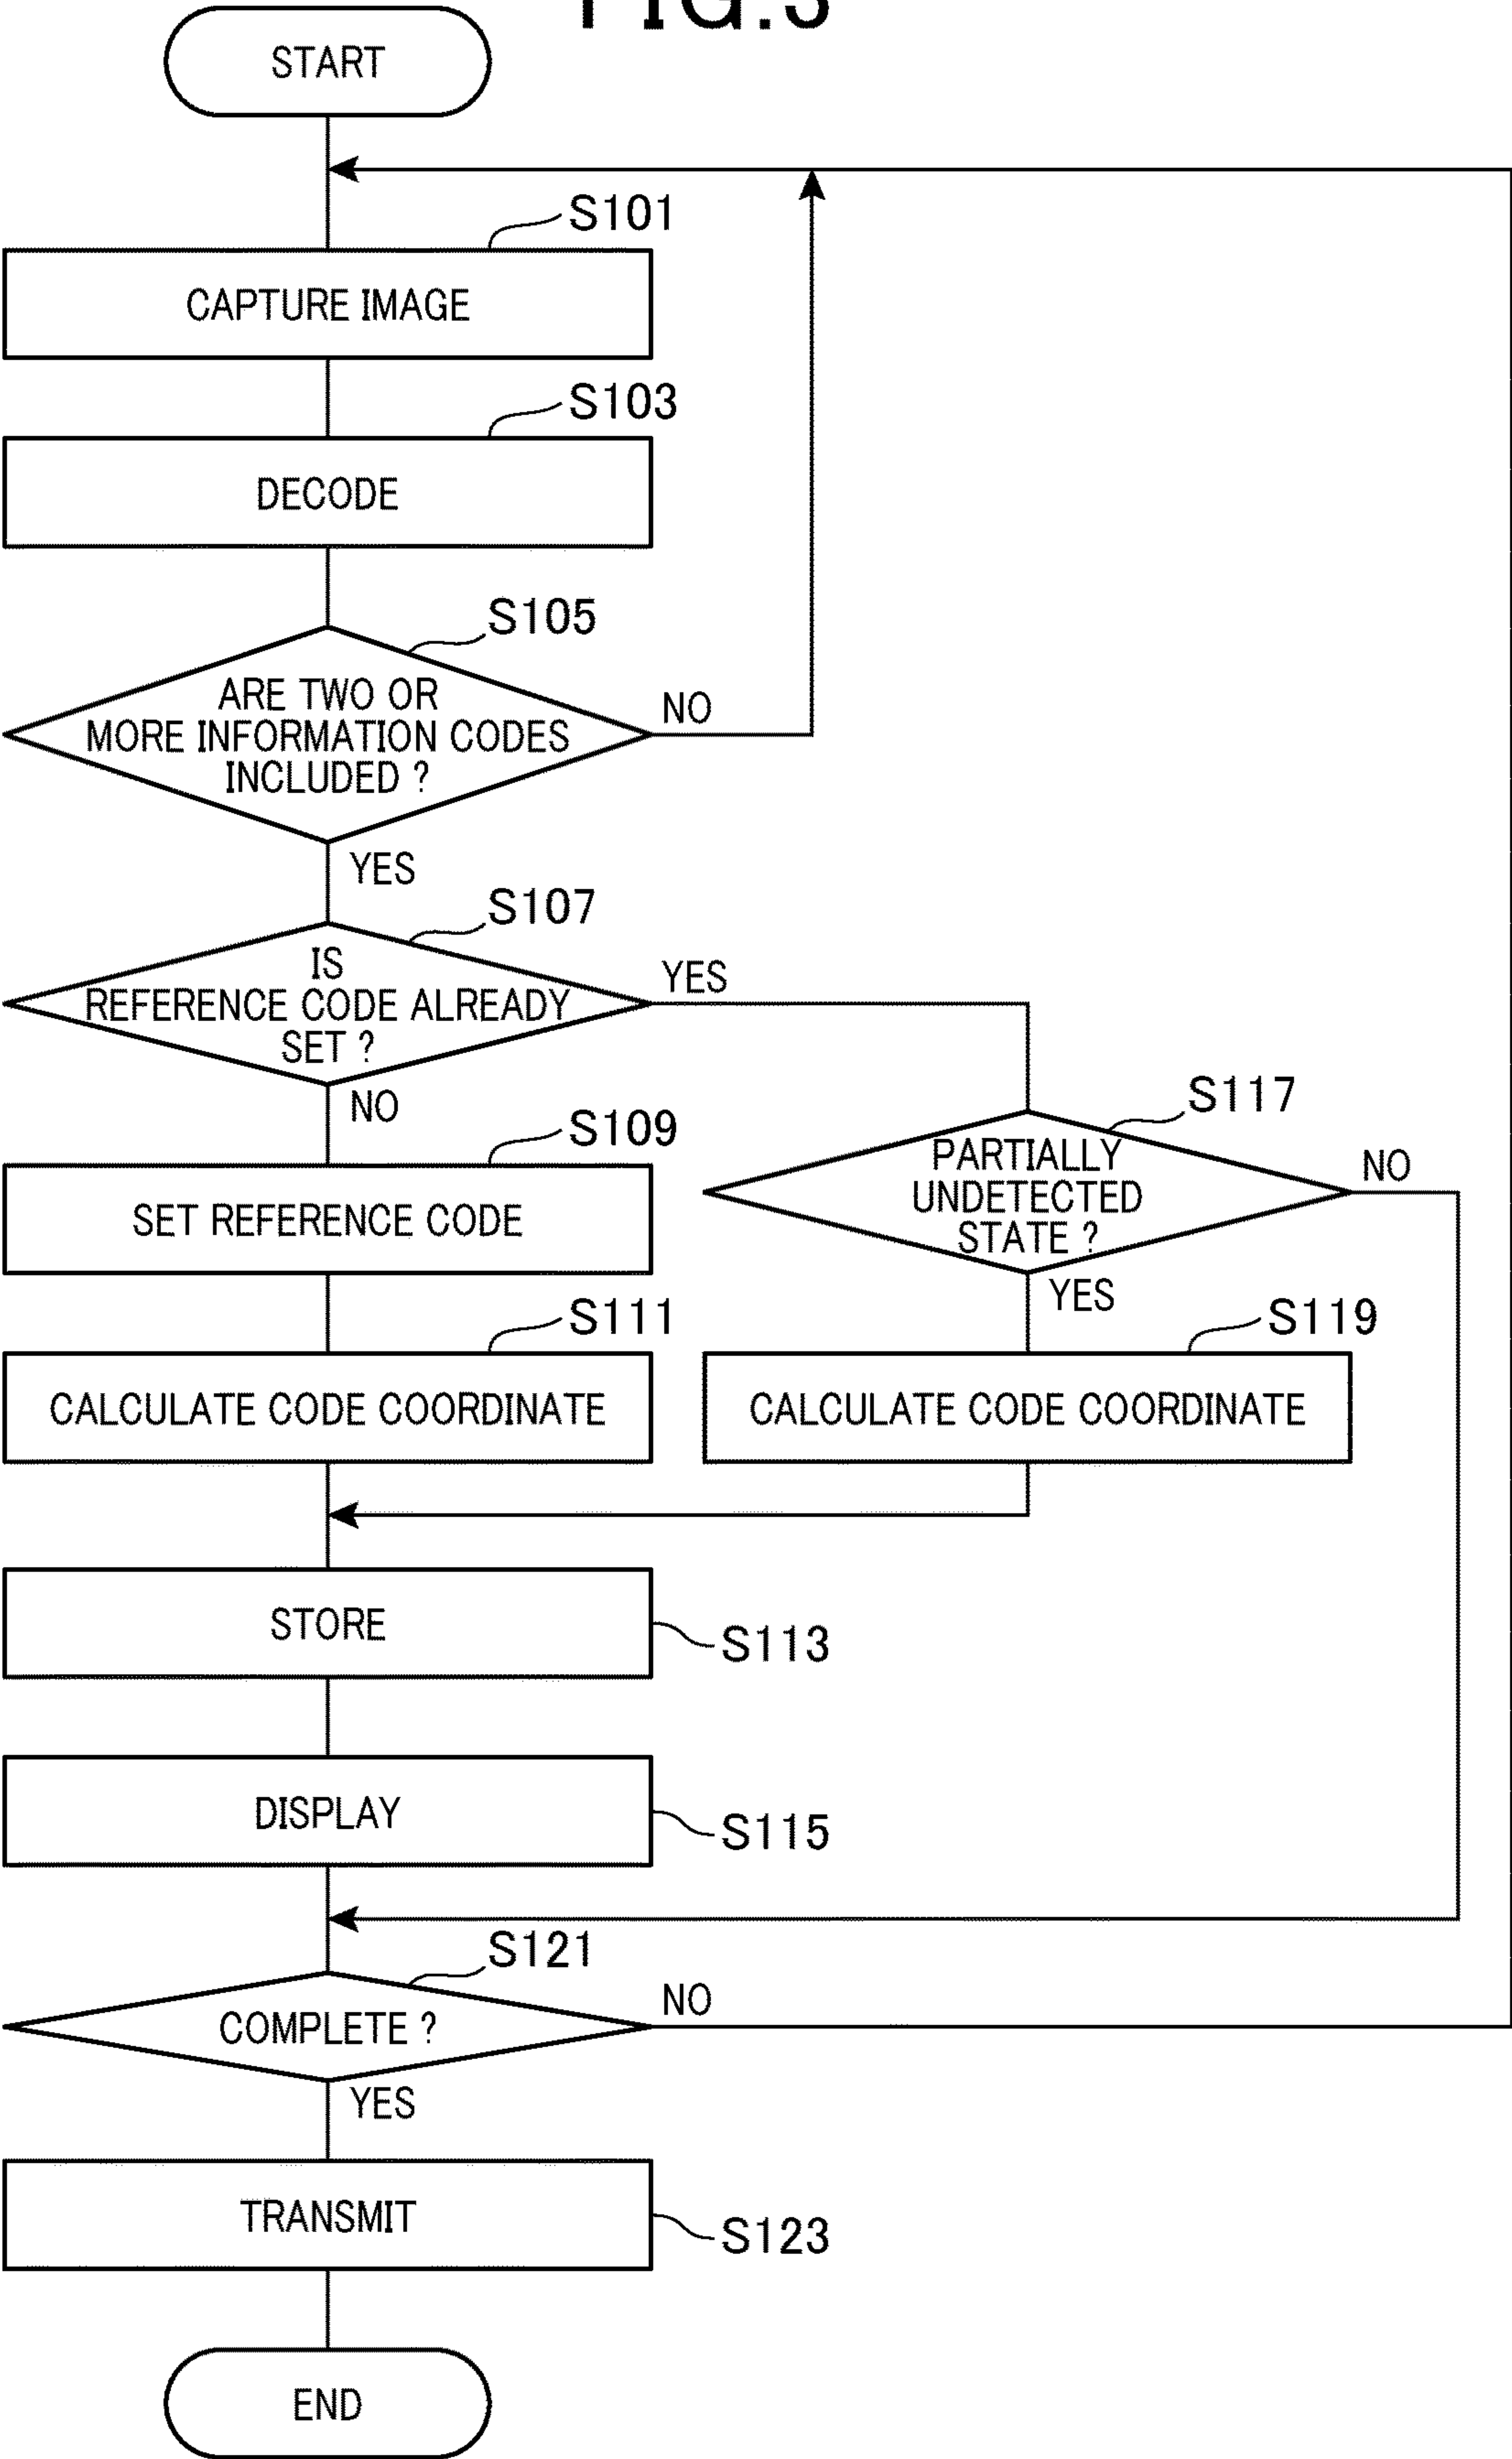 FIG.3
START
S101
CAPTURE IMAGE
S103
DECODE
S105
ARE TWO OR
MORE INFORMATION CODES
INCLUDED ?
NO
YES
S107
IS
REFERENCE CODE ALREADY
SET ?
YES
NO
S117
PARTIALLY
UNDETECTED
STATE ?
NO
YES
S109
SET REFERENCE CODE
S111
CALCULATE CODE COORDINATE
S119
CALCULATE CODE COORDINATE
STORE
S113
DISPLAY
S115
S121
COMPLETE ?
NO
YES
TRANSMIT
S123
END